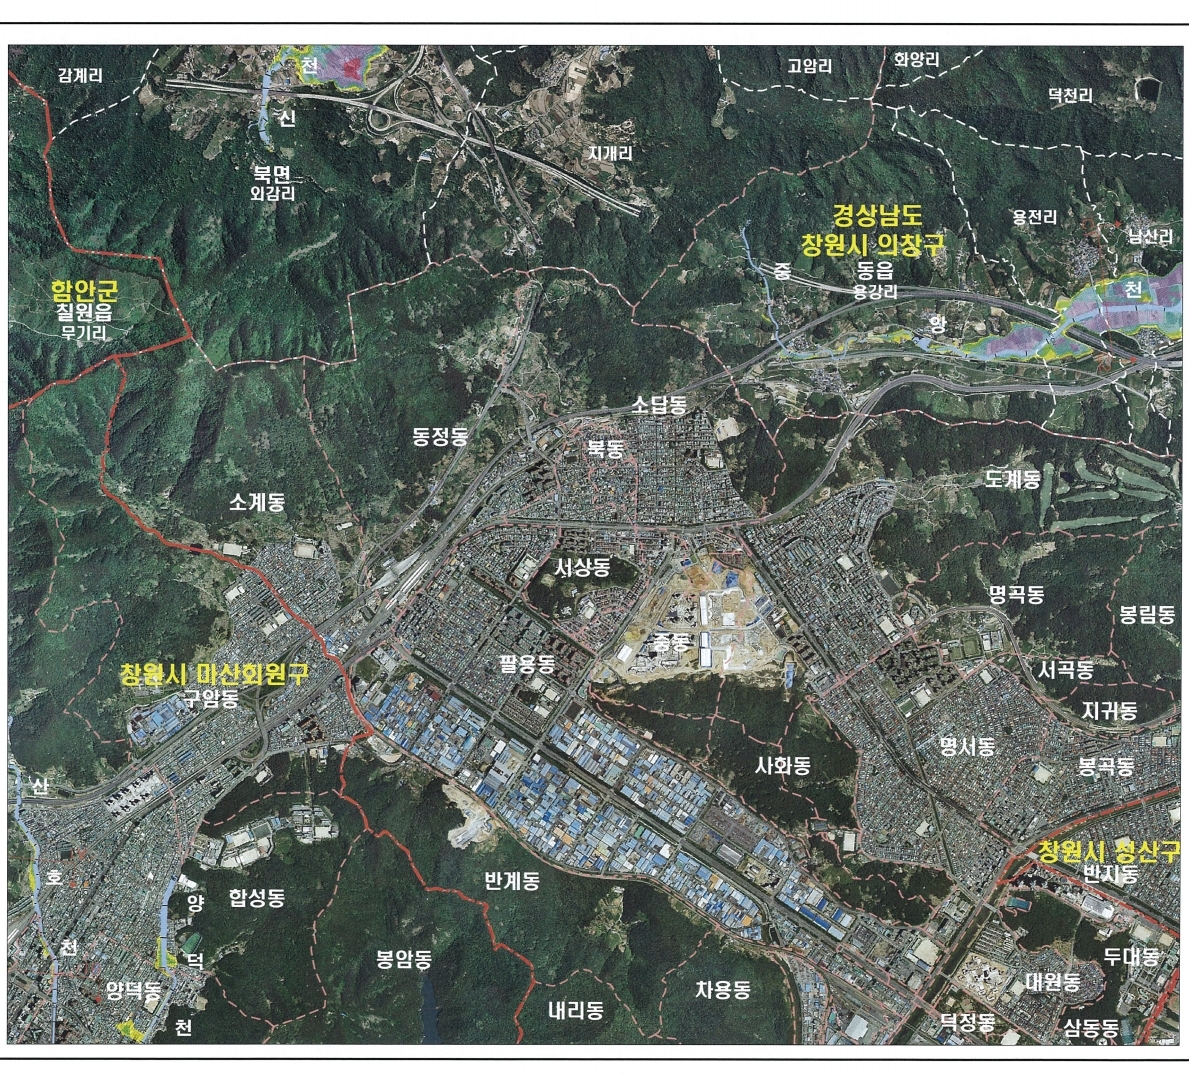 감계리
천
고암리
화양리
덕천리
신
지개리
북면
외감리
경상남도
창원시 의창구
용전리
남산리
중
동읍
용강리
천
앙
함안군
칠원읍
무기리
소답동
동정동
북동
소계동
도계동
서상동
명곡동
봉림동
중동
팔용동
서곡동
창원시 마산회원구
구암동
지귀동
명서동
봉곡동
사화동
산
창원시 성산구
반지동
호
반계동
양
합성동
천
덕
봉암동
두대동
양덕동
차용동
대원동
내리동
천
덕정동
삼동동